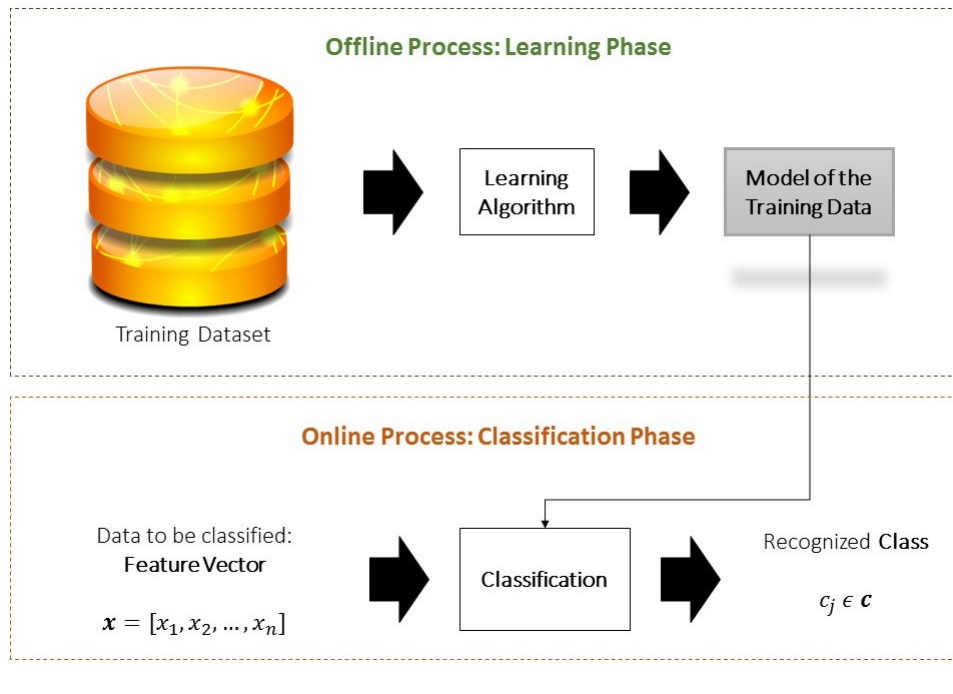 Offline Process: Learning Phase
Learning
Algorithm
Model of the
Training Data
Training Dataset
Online Process: Classification Phase
Data to be classified:
Feature Vector
𝒙 = [𝑥₁, 𝑥₂, … , 𝑥ₙ]
Classification
Recognized Class
𝑐ⱼ ϵ 𝒄